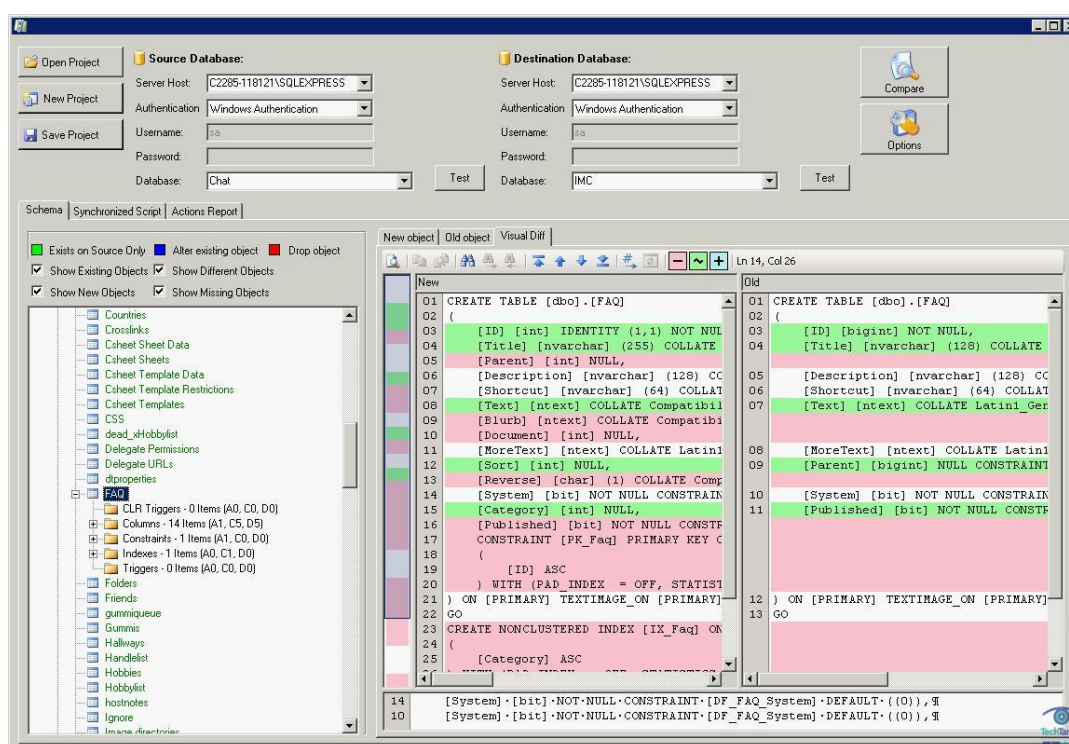 Open Project
New Project
Save Project
Source Database:
Server Host: C2285-118121\SQLEXPRESS
Authentication Windows Authentication
Username: sa
Password:
Database: Chat
Test
Destination Database:
Server Host: C2285-118121\SQLEXPRESS
Authentication Windows Authentication
Username: sa
Password:
Database: IMC
Test
Compare
Options
Schema Synchronized Script Actions Report
Exists on Source Only Alter existing object Drop object
Show Existing Objects Show Different Objects
Show New Objects Show Missing Objects
Countries
Crosslinks
Csheet Sheet Data
Csheet Sheets
Csheet Template Data
Csheet Template Restrictions
Csheet Templates
CSS
dead_xHobbylist
Delegate Permissions
Delegate URLs
dtproperties
FAQ
CLR Triggers - 0 Items (A0, C0, D0)
Columns - 14 Items (A1, C5, D5)
Constraints - 1 Items (A1, C0, D0)
Indexes - 1 Items (A0, C1, D0)
Triggers - 0 Items (A0, C0, D0)
Folders
Friends
gummiqueue
Gummis
Hallways
Handlelist
Hobbies
Hobbylist
hostnotes
Ignore
Image directories
New object Old object Visual Diff
Ln 14, Col 26
New
01 CREATE TABLE [dbo].[FAQ]
02 (
03 [ID] [int] IDENTITY (1,1) NOT NUL
04 [Title] [nvarchar] (255) COLLATE
05 [Parent] [int] NULL,
06 [Description] [nvarchar] (128) CO
07 [Shortcut] [nvarchar] (64) COLLAT
08 [Text] [ntext] COLLATE Compatibil
09 [Blurb] [ntext] COLLATE Compatibi
10 [Document] [int] NULL,
11 [MoreText] [ntext] COLLATE Latin1
12 [Sort] [int] NULL,
13 [Reverse] [char] (1) COLLATE Comp
14 [System] [bit] NOT NULL CONSTRAIN
15 [Category] [int] NULL,
16 [Published] [bit] NOT NULL CONSTR
17 CONSTRAINT [PK_Faq] PRIMARY KEY C
18 (
19 [ID] ASC
20 ) WITH (PAD_INDEX = OFF, STATIST
21 ) ON [PRIMARY] TEXTIMAGE_ON [PRIMARY]
22 GO
23 CREATE NONCLUSTERED INDEX [IX_Faq] ON
24 (
25 [Category] ASC
Old
01 CREATE TABLE [dbo].[FAQ]
02 (
03 [ID] [bigint] NOT NULL,
04 [Title] [nvarchar] (128) COLLATE
05 [Description] [nvarchar] (128) CO
06 [Shortcut] [nvarchar] (64) COLLAT
07 [Text] [ntext] COLLATE Latin1_Ger
08 [MoreText] [ntext] COLLATE Latin1
09 [Parent] [bigint] NULL CONSTRAINT
10 [System] [bit] NOT NULL CONSTRAIN
11 [Published] [bit] NOT NULL CONSTR
12 ) ON [PRIMARY] TEXTIMAGE_ON [PRIMARY]
13 GO
14 [System]·[bit]·NOT·NULL·CONSTRAINT·[DF_FAQ_System]·DEFAULT·((0)),¶
10 [System]·[bit]·NOT·NULL·CONSTRAINT·[DF_FAQ_System]·DEFAULT·((0)),¶